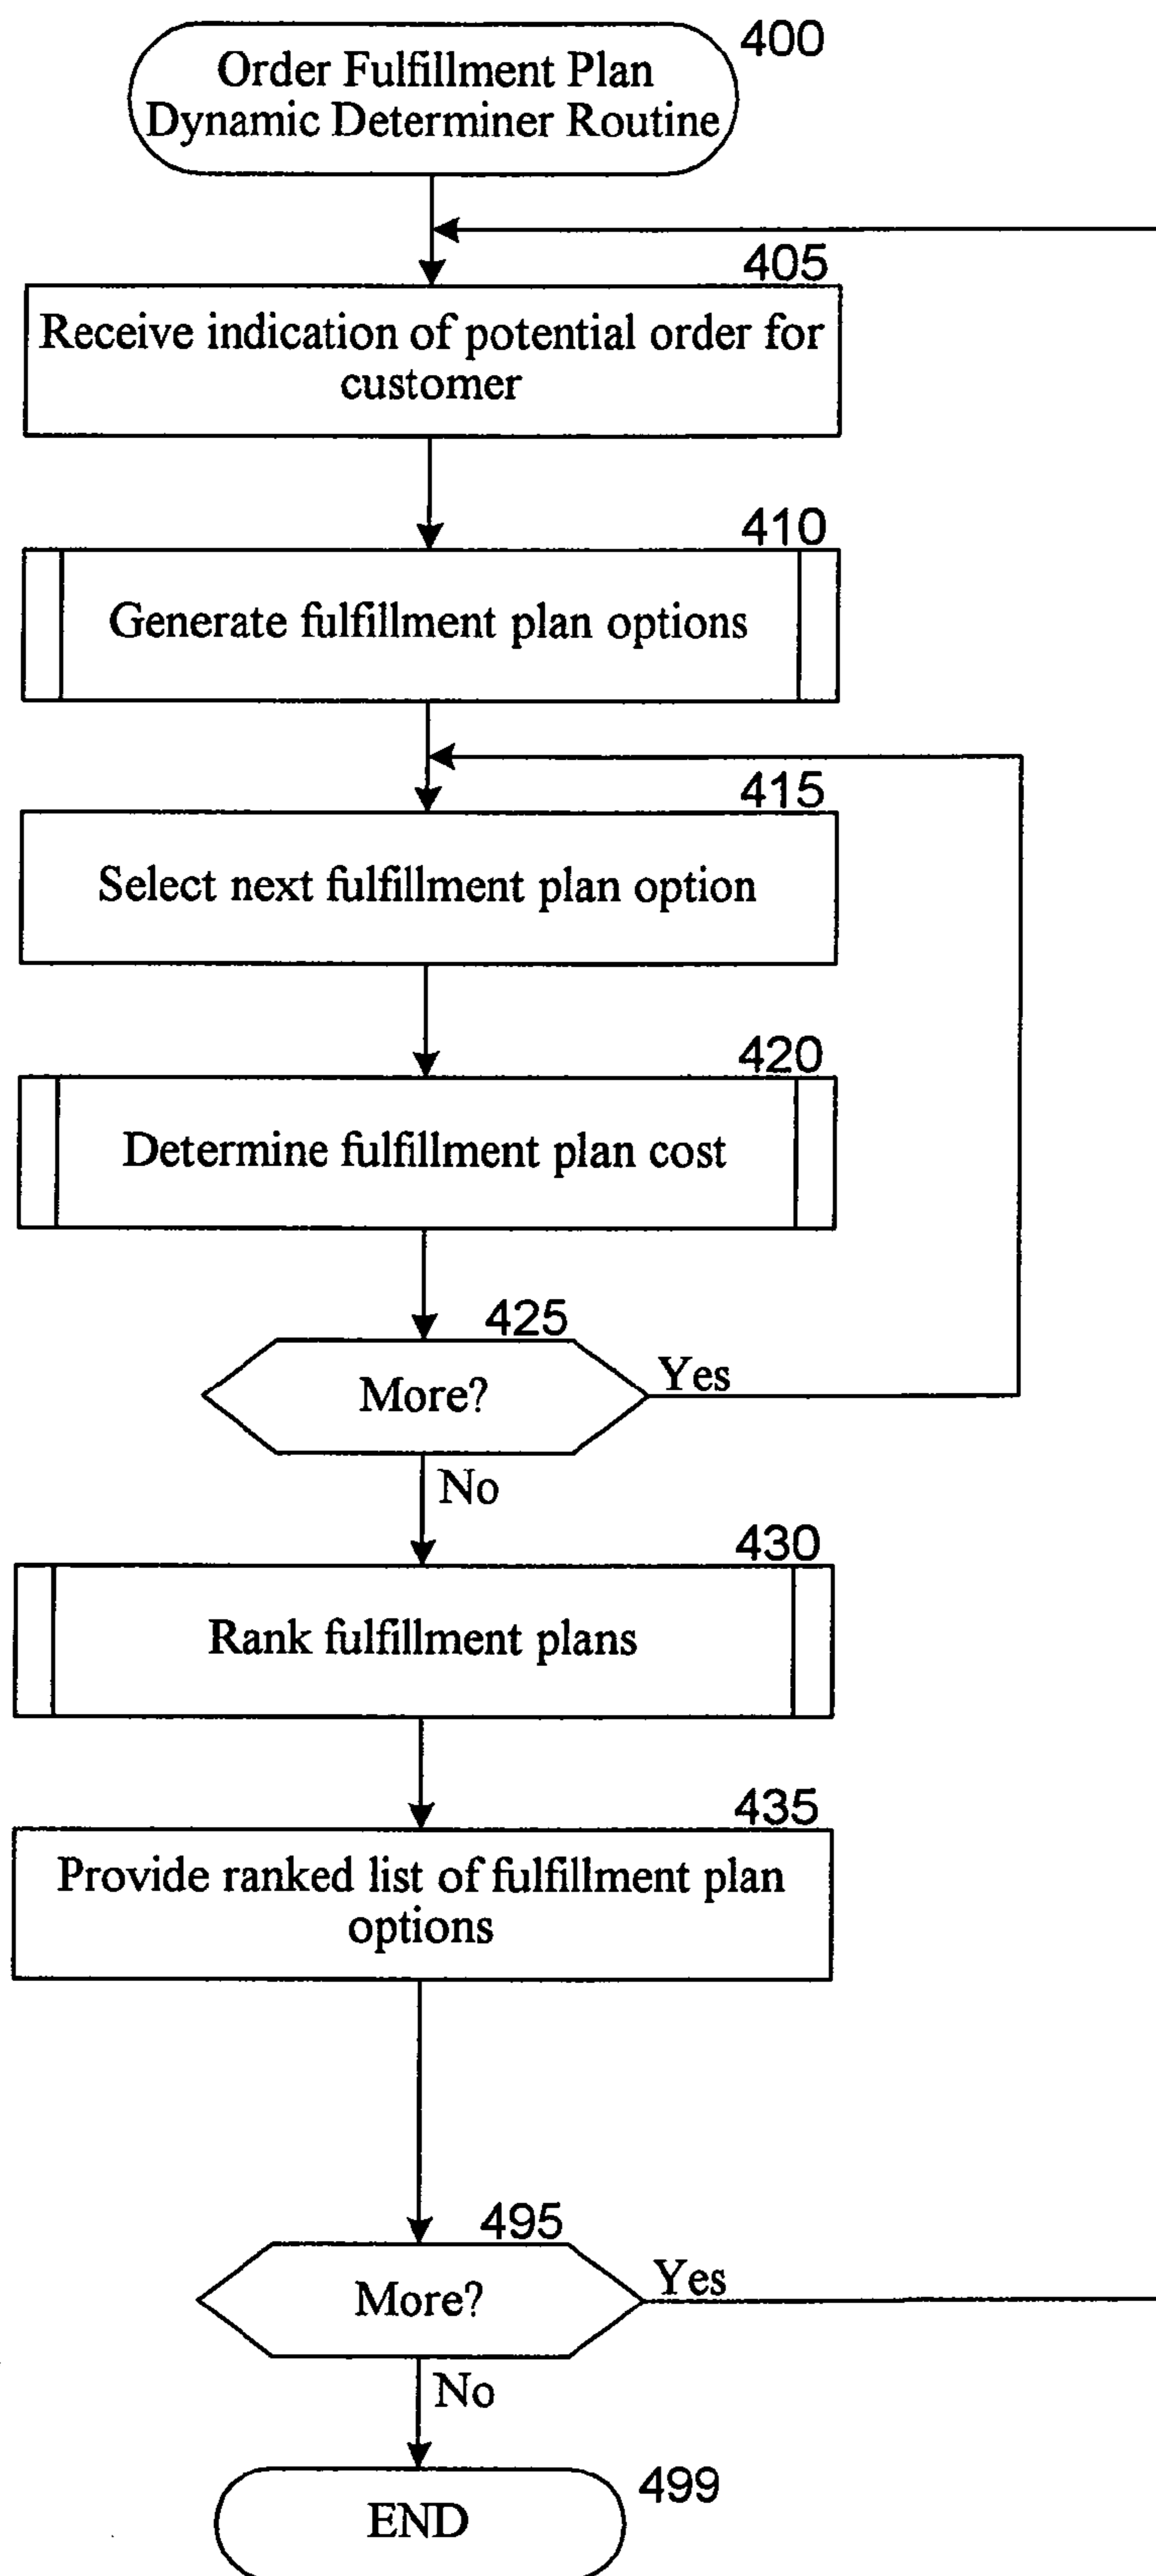 400
Order Fulfillment Plan
Dynamic Determiner Routine
405
Receive indication of potential order for
customer
410
Generate fulfillment plan options
415
Select next fulfillment plan option
420
Determine fulfillment plan cost
425
More?
Yes
No
430
Rank fulfillment plans
435
Provide ranked list of fulfillment plan
options
495
More?
Yes
No
499
END